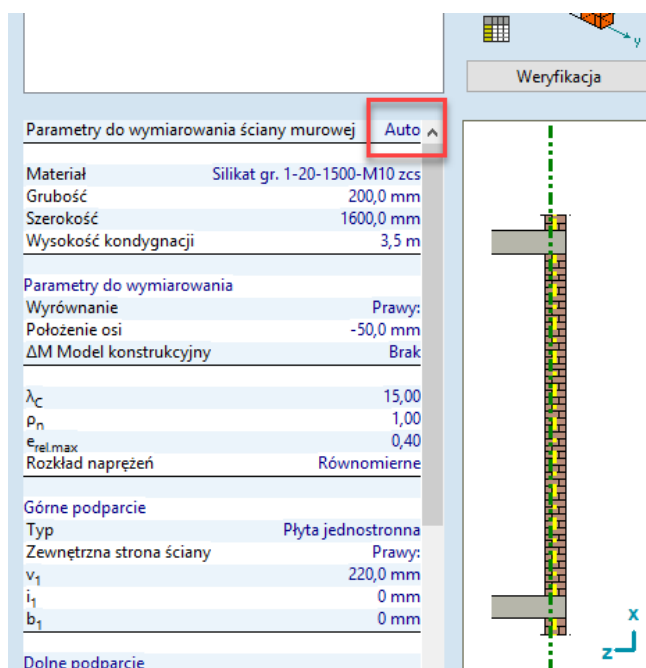 y
Weryfikacja
Parametry do wymiarowania ściany murowej Auto
Materiał Silikat gr. 1-20-1500-M10 zcs
Grubość 200,0 mm
Szerokość 1600,0 mm
Wysokość kondygnacji 3,5 m
Parametry do wymiarowania
Wyrównanie Prawy:
Położenie osi -50,0 mm
ΔM Model konstrukcyjny Brak
λC 15,00
ρn 1,00
erel.max 0,40
Rozkład naprężeń Równomierne
Górne podparcie
Typ Płyta jednostronna
Zewnętrzna strona ściany Prawy:
v1 220,0 mm
i1 0 mm
b1 0 mm
Dolne podparcie
x
z